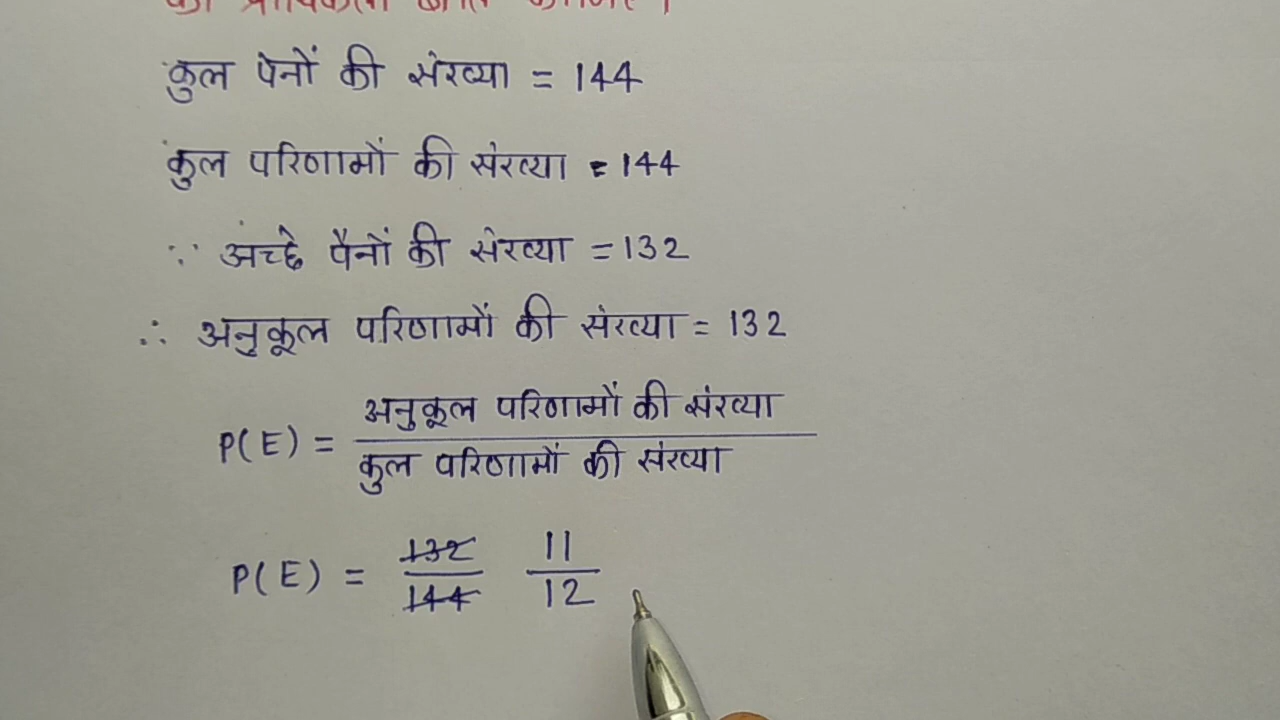 कुल पेनों की संख्या = 144
कुल परिणामों की संख्या = 144
∵ अच्छे पैनों की संख्या = 132
∴ अनुकूल परिणामों की संख्या = 132
P(E) = अनुकूल परिणामों की संख्या / कुल परिणामों की संख्या
P(E) = 132/144 11/12